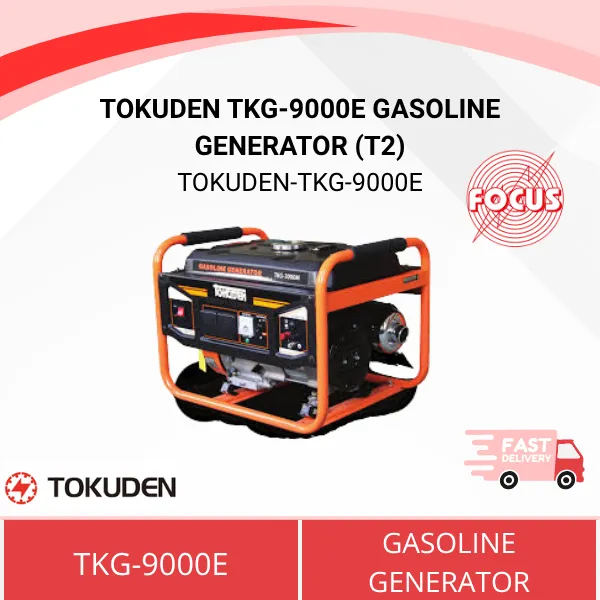 TOKUDEN TKG-9000E GASOLINE
GENERATOR (T2)
TOKUDEN-TKG-9000E
FOCUS
GASOLINE GENERATOR
TOKUDEN
FAST
DELIVERY
TOKUDEN
TKG-9000E
GASOLINE
GENERATOR